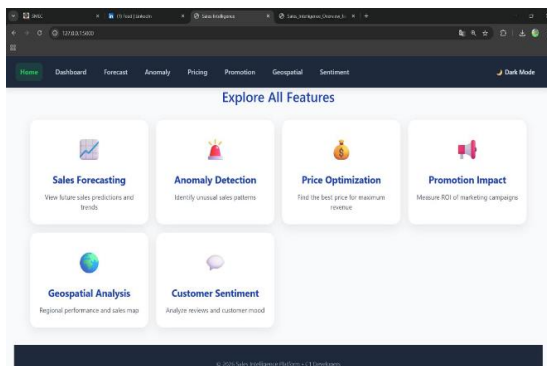 (1) Feed | LinkedIn
Sales Intelligence
127.0.0.1:5000
Home Dashboard Forecast Anomaly Pricing Promotion Geospatial Sentiment Dark Mode
Explore All Features
Sales Forecasting
View future sales predictions and
trends
Anomaly Detection
Identify unusual sales patterns
Price Optimization
Find the best price for maximum
revenue
Promotion Impact
Measure ROI of marketing campaigns
Geospatial Analysis
Regional performance and sales map
Customer Sentiment
Analyze reviews and customer mood
Sales Intelligence Platform